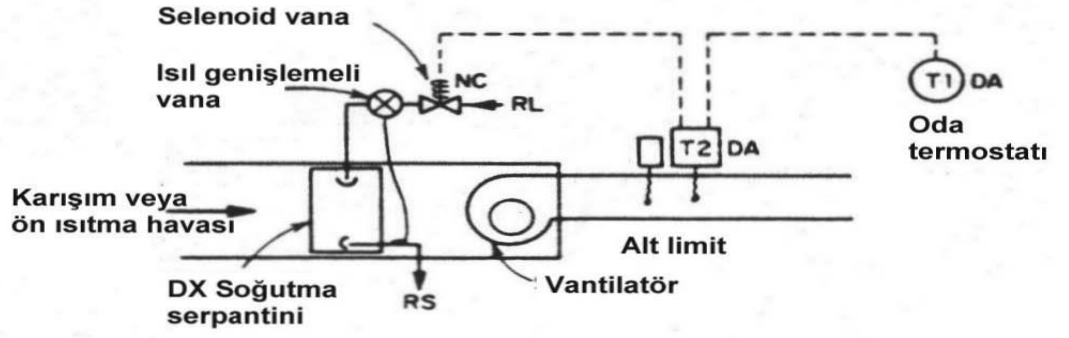 Selenoid vana
Isıl genişlemeli
vana
NC
RL
T1 DA
Oda
termostatı
T2 DA
Karışım veya
ön ısıtma havası
Alt limit
DX Soğutma
serpantini
RS
Vantilatör